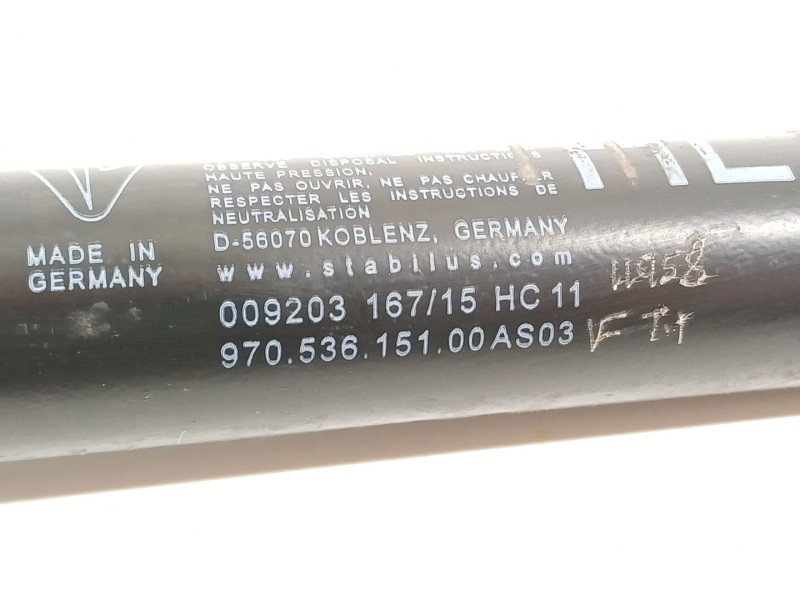 OBSERVE DISPOSAL INSTRUCTIONS
HAUTE PRESSION,
NE PAS OUVRIR, NE PAS CHAUFFER
RESPECTER LES INSTRUCTIONS DE
NEUTRALISATION
D-56070 KOBLENZ, GERMANY
www.stabilus.com
MADE IN
GERMANY
009203 167/15 HC 11
970.536.151.00AS03